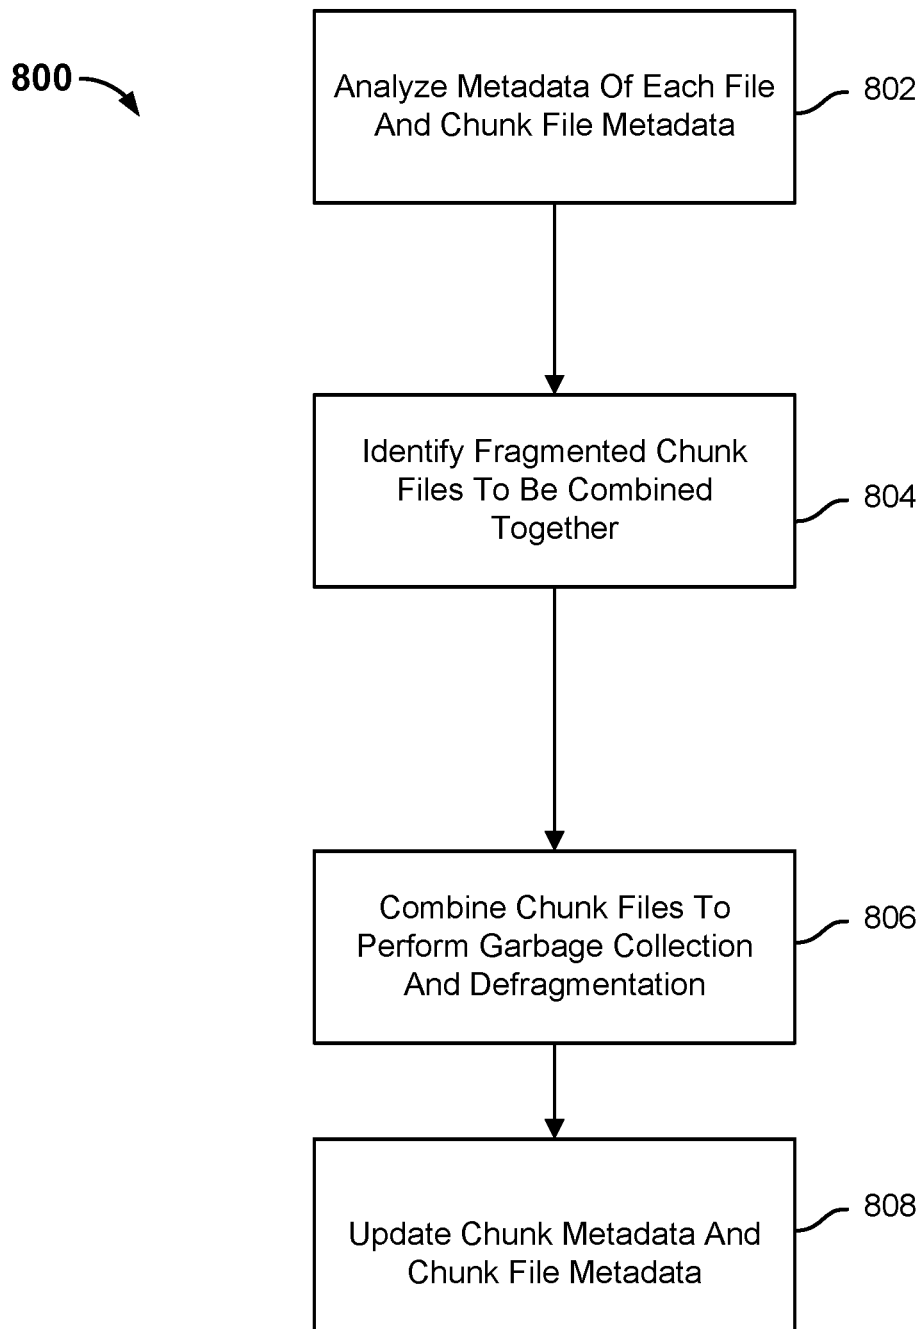 800
Analyze Metadata Of Each File
And Chunk File Metadata
802
Identify Fragmented Chunk
Files To Be Combined
Together
804
Combine Chunk Files To
Perform Garbage Collection
And Defragmentation
806
Update Chunk Metadata And
Chunk File Metadata
808